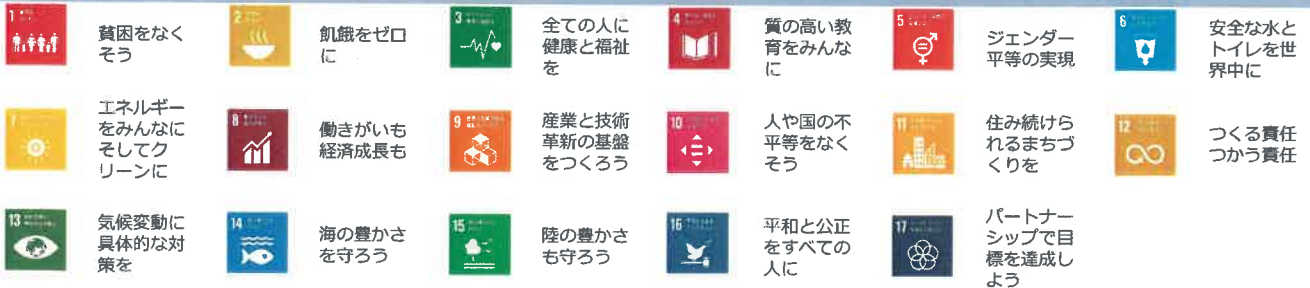 1
貧困をなく
そう
2
飢餓をゼロ
に
3
全ての人に
健康と福祉
を
4
質の高い教
育をみんな
に
5
ジェンダー
平等の実現
6
安全な水と
トイレを世
界中に
7
エネルギー
をみんなに
そしてク
リーンに
8
働きがいも
経済成長も
9
産業と技術
革新の基盤
をつくろう
10
人や国の不
平等をなく
そう
11
住み続けら
れるまちづ
くりを
12
つくる責任
つかう責任
13
気候変動に
具体的な対
策を
14
海の豊かさ
を守ろう
15
陸の豊かさ
も守ろう
16
平和と公正
をすべての
人に
17
パートナー
シップで目
標を達成し
よう